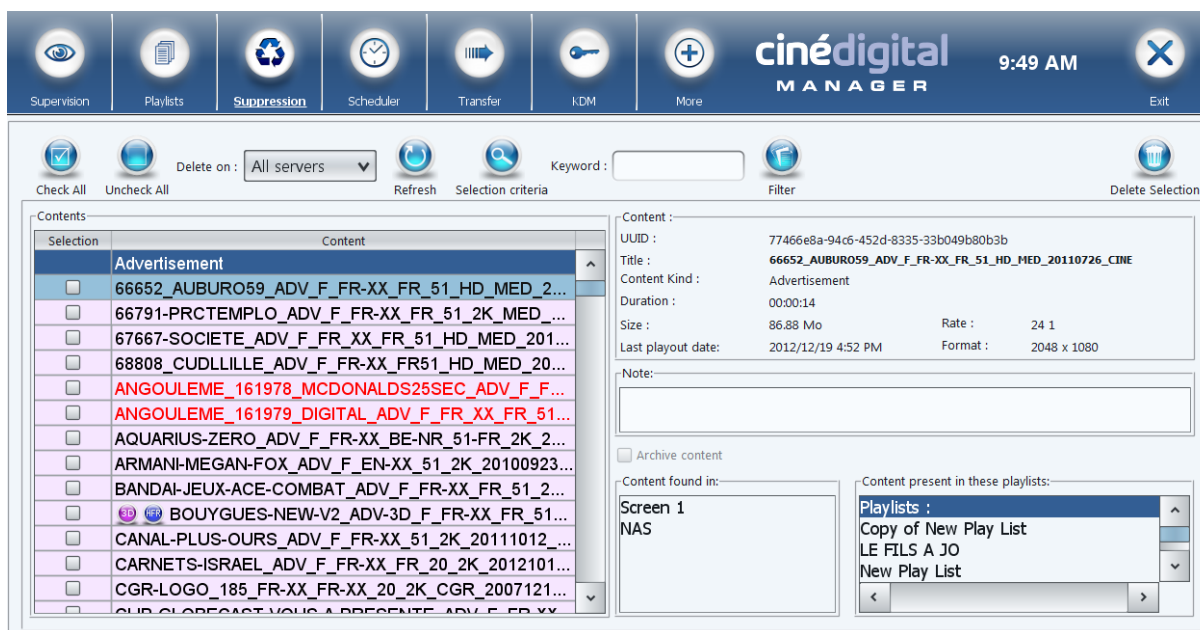 cinédigital
MANAGER
9:49 AM
Supervision Playlists Suppression Scheduler Transfer KDM More Exit
Delete on : All servers Keyword :
Check All Uncheck All Refresh Selection criteria Filter Delete Selection
Contents
Selection Content
Advertisement
66652_AUBURO59_ADV_F_FR-XX_FR_51_HD_MED_2...
66791-PRCTEMPLO_ADV_F_FR-XX_FR_51_2K_MED_...
67667-SOCIETE_ADV_F_FR_XX_FR_51_HD_MED_201...
68808_CUDLLILLE_ADV_F_FR-XX_FR51_HD_MED_20...
ANGOULEME_161978_MCDONALDS25SEC_ADV_F_F...
ANGOULEME_161979_DIGITAL_ADV_F_FR_XX_FR_51...
AQUARIUS-ZERO_ADV_F_FR-XX_BE-NR_51-FR_2K_2...
ARMANI-MEGAN-FOX_ADV_F_EN-XX_51_2K_20100923...
BANDAI-JEUX-ACE-COMBAT_ADV_F_FR-XX_FR_51_2...
3D HFR BOUYGUES-NEW-V2_ADV-3D_F_FR-XX_FR_51...
CANAL-PLUS-OURS_ADV_F_FR-XX_51_2K_20111012_...
CARNETS-ISRAEL_ADV_F_FR-XX_FR_20_2K_2012101...
CGR-LOGO_185_FR-XX_FR-XX_20_2K_CGR_2007121...
CLIP-GLOBECAST-VOUS-A-PRESENTE_ADV_F_FR-XX
Content :
UUID : 77466e8a-94c6-452d-8335-33b049b80b3b
Title : 66652_AUBURO59_ADV_F_FR-XX_FR_51_HD_MED_20110726_CINE
Content Kind : Advertisement
Duration : 00:00:14
Size : 86.88 Mo Rate : 24 1
Last playout date: 2012/12/19 4:52 PM Format : 2048 x 1080
Note:
Archive content
Content found in:
Screen 1
NAS
Content present in these playlists:
Playlists :
Copy of New Play List
LE FILS A JO
New Play List